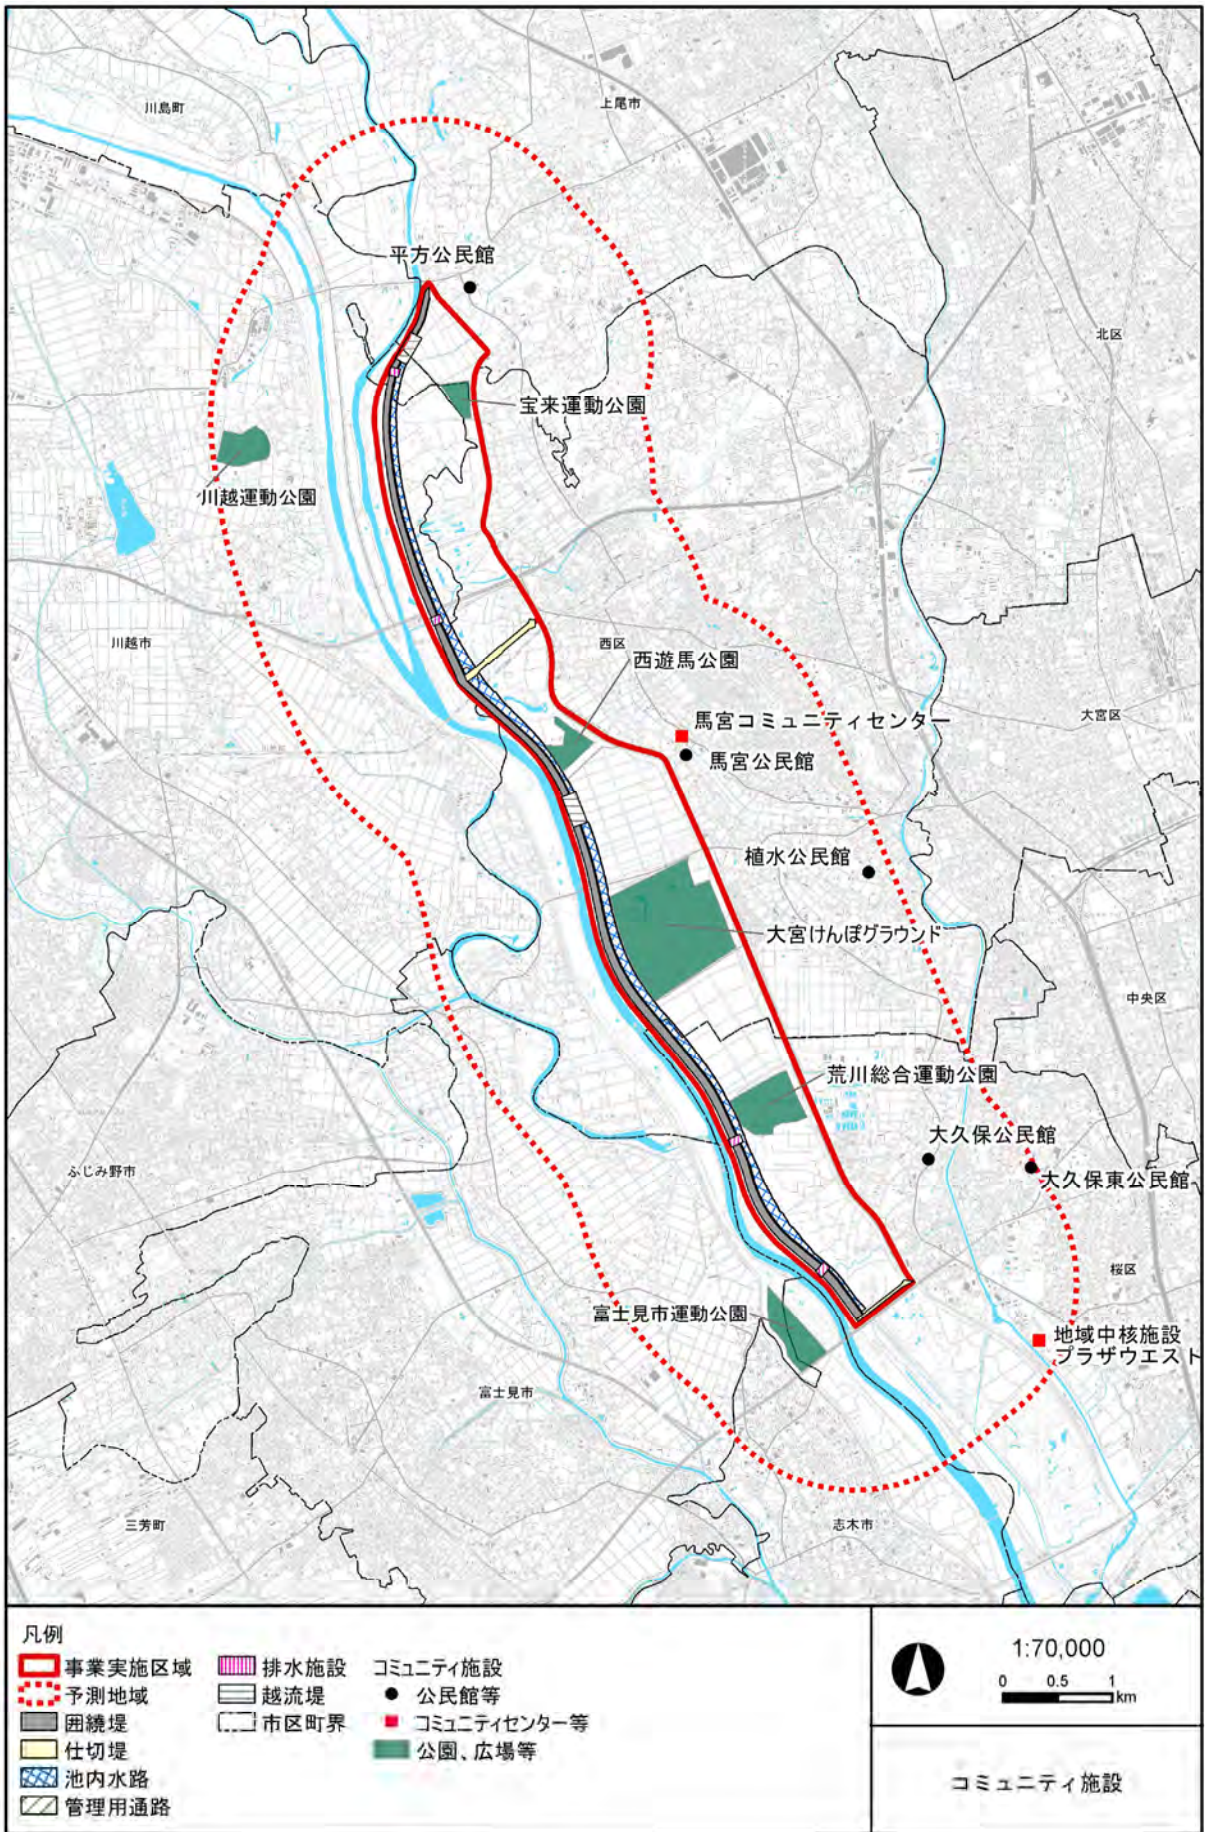 川島町
上尾市
平方公民館
北区
宝来運動公園
川越運動公園
川越市
西区
西遊馬公園
馬宮コミュニティセンター
大宮区
馬宮公民館
植水公民館
大宮けんぽグラウンド
中央区
荒川総合運動公園
大久保公民館
ふじみ野市
大久保東公民館
桜区
富士見市運動公園
地域中核施設
プラザウエスト
富士見市
三芳町
志木市
凡例
事業実施区域
予測地域
囲繞堤
仕切堤
池内水路
管理用通路
排水施設
越流堤
市区町界
コミュニティ施設
公民館等
コミュニティセンター等
公園、広場等
1:70,000
0 0.5 1
km
コミュニティ施設